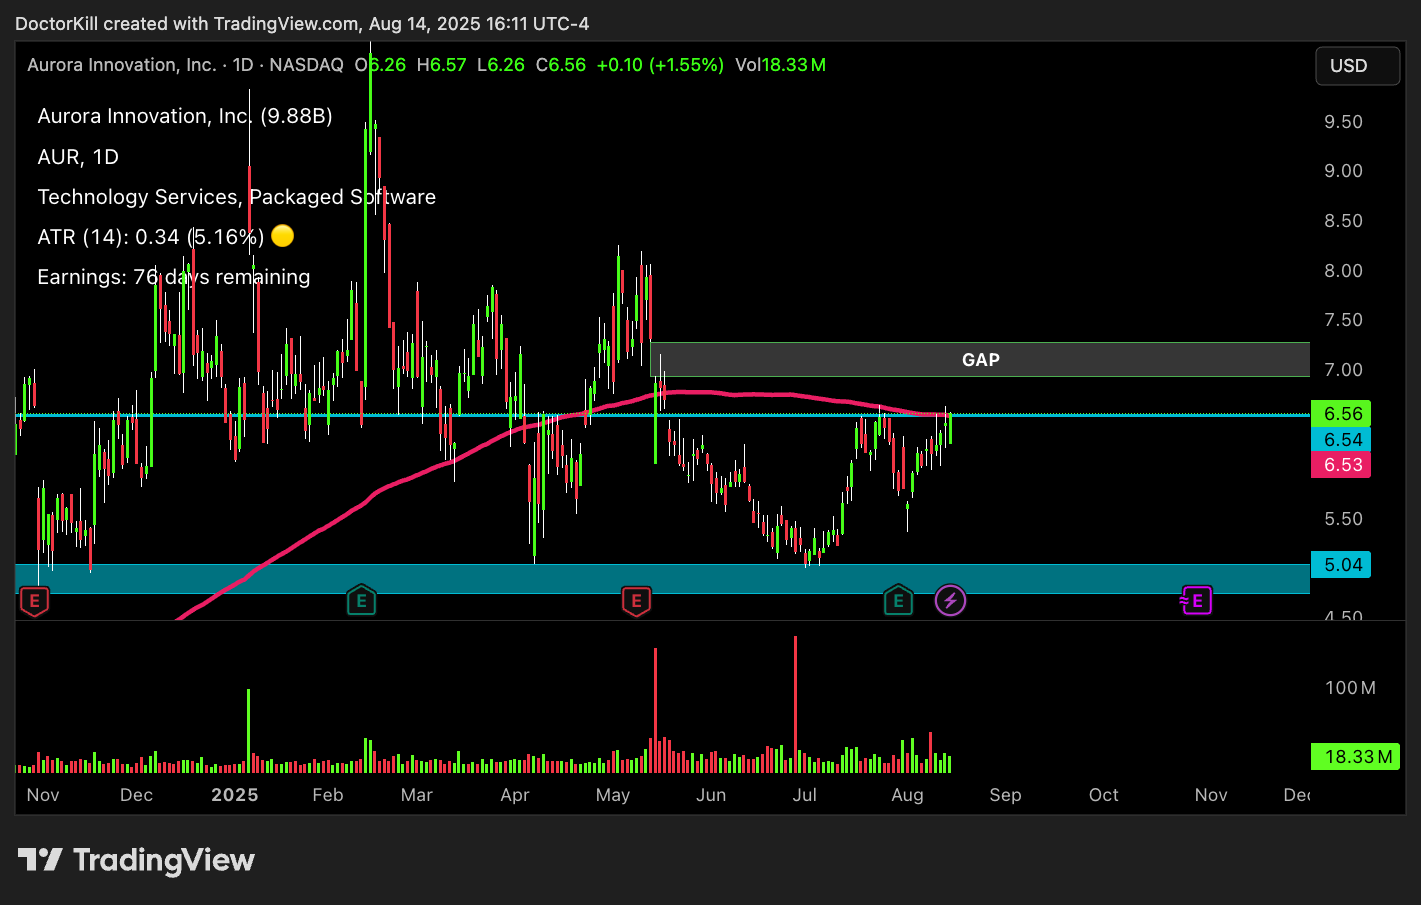 DoctorKill created with TradingView.com, Aug 14, 2025 16:11 UTC-4
Aurora Innovation, Inc. · 1D · NASDAQ O6.26 H6.57 L6.26 C6.56 +0.10 (+1.55%) Vol18.33 M
USD
Aurora Innovation, Inc. (9.88B)
AUR, 1D
Technology Services, Packaged Software
ATR (14): 0.34 (5.16%) 🟡
Earnings: 76 days remaining
9.50
9.00
8.50
8.00
7.50
GAP
7.00
6.56
6.54
6.53
5.50
5.04
E E E E ≈E
4.50
100 M
18.33 M
Nov Dec 2025 Feb Mar Apr May Jun Jul Aug Sep Oct Nov Dec
TradingView